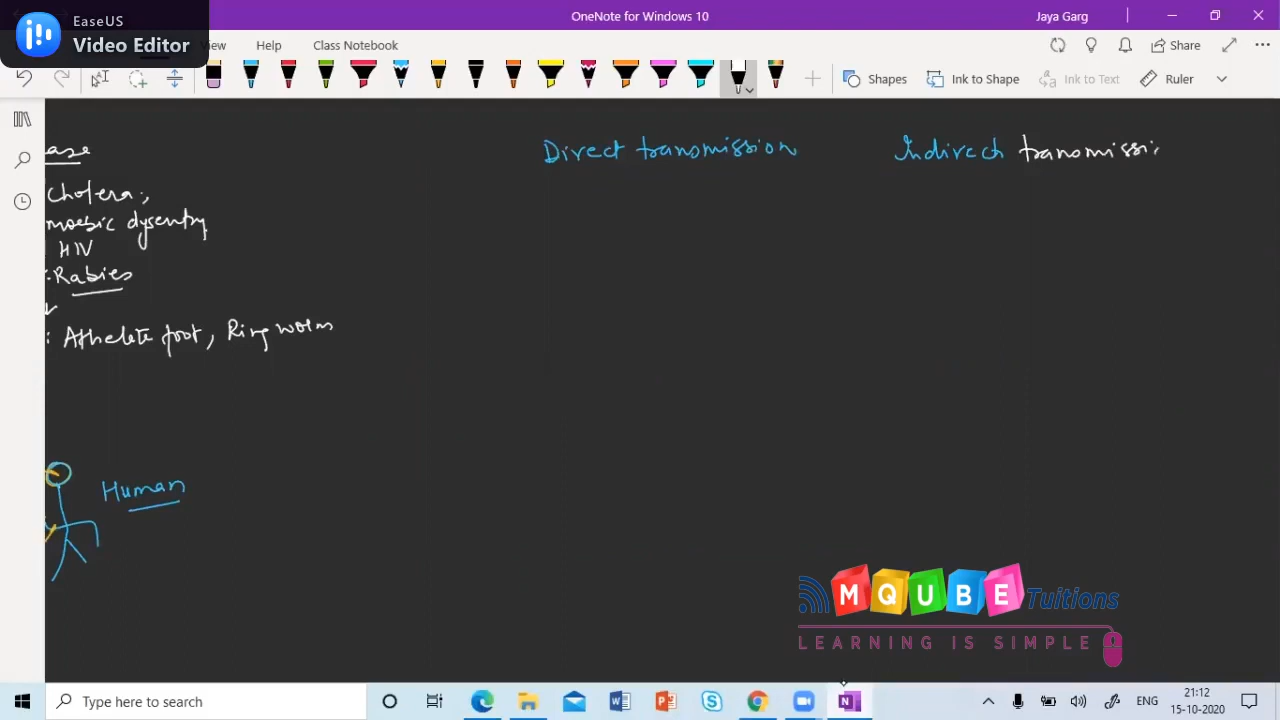 EaseUS
Video Editor
OneNote for Windows 10
Jaya Garg
View
Help
Class Notebook
Share
Shapes
Ink to Shape
Ink to Text
Ruler
ase
Cholera,
moebic dysentry
HIV
: Rabies
: Athelete foot, Ring worm
Human
Direct transmission
Indirect transmissi
MQUBE Tuitions
LEARNING IS SIMPLE
Type here to search
ENG
21:12
15-10-2020